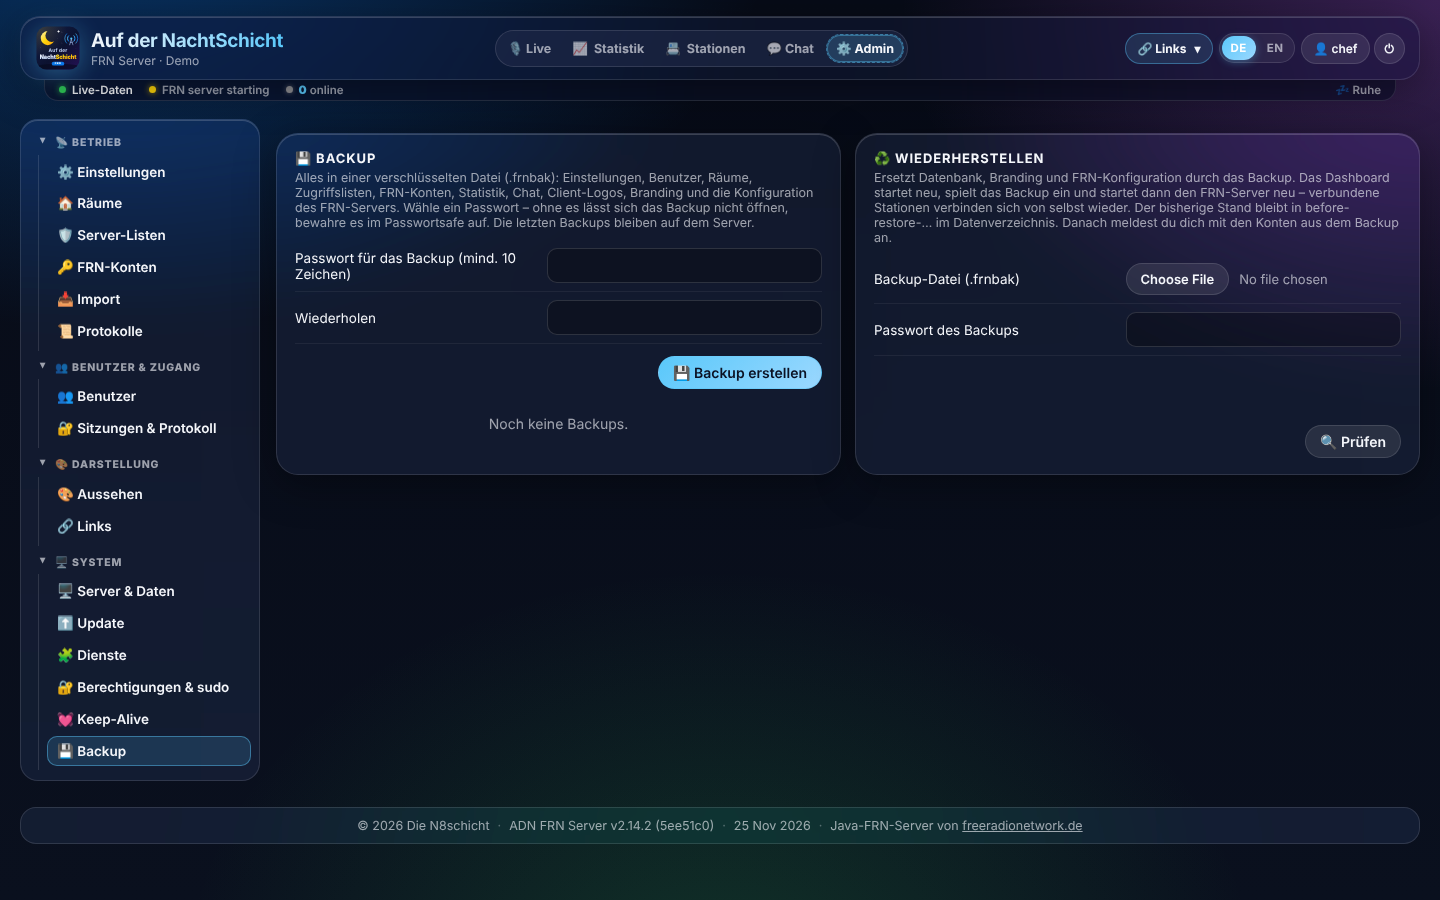 Auf der NachtSchicht
FRN Server · Demo
Live
Statistik
Stationen
Chat
Admin
Links ▼
DE
EN
chef
Live-Daten
FRN server starting
0 online
Ruhe
▼ BETRIEB
Einstellungen
Räume
Server-Listen
FRN-Konten
Import
Protokolle
▼ BENUTZER & ZUGANG
Benutzer
Sitzungen & Protokoll
▼ DARSTELLUNG
Aussehen
Links
▼ SYSTEM
Server & Daten
Update
Dienste
Berechtigungen & sudo
Keep-Alive
Backup
BACKUP
Alles in einer verschlüsselten Datei (.frnbak): Einstellungen, Benutzer, Räume,
Zugriffslisten, FRN-Konten, Statistik, Chat, Client-Logos, Branding und die Konfiguration
des FRN-Servers. Wähle ein Passwort – ohne es lässt sich das Backup nicht öffnen,
bewahre es im Passwortsafe auf. Die letzten Backups bleiben auf dem Server.
Passwort für das Backup (mind. 10
Zeichen)
Wiederholen
Backup erstellen
Noch keine Backups.
WIEDERHERSTELLEN
Ersetzt Datenbank, Branding und FRN-Konfiguration durch das Backup. Das Dashboard
startet neu, spielt das Backup ein und startet dann den FRN-Server neu – verbundene
Stationen verbinden sich von selbst wieder. Der bisherige Stand bleibt in before-
restore-… im Datenverzeichnis. Danach meldest du dich mit den Konten aus dem Backup
an.
Backup-Datei (.frnbak)
Choose File
No file chosen
Passwort des Backups
Prüfen
© 2026 Die N8schicht · ADN FRN Server v2.14.2 (5ee51c0) · 25 Nov 2026 · Java-FRN-Server von freeradionetwork.de